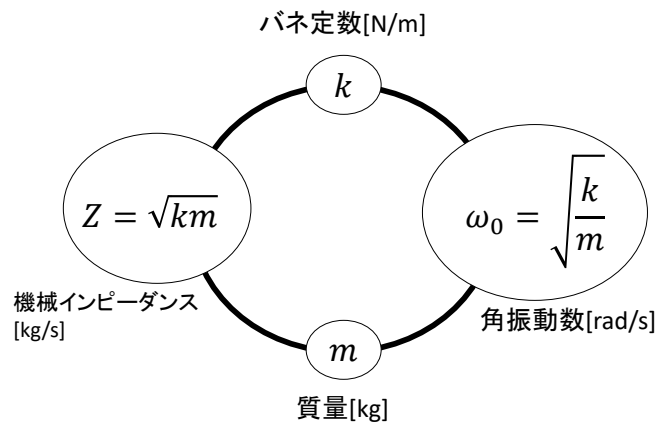 バネ定数[N/m]
k
Z = √km
ω₀ = √(k/m)
機械インピーダンス
[kg/s]
角振動数[rad/s]
m
質量[kg]